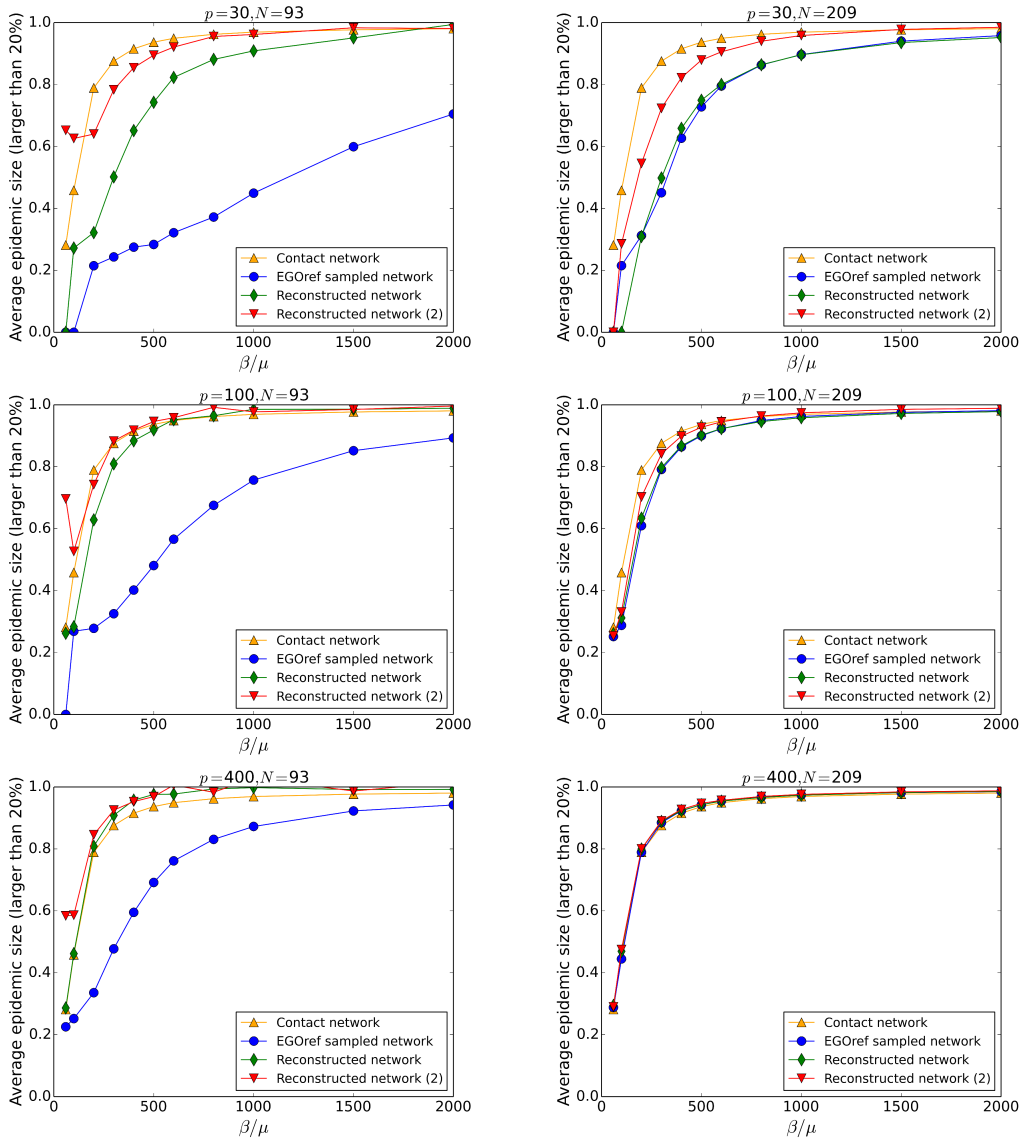 p=30,N=93
Average epidemic size (larger than 20%)
1.0
0.8
0.6
0.4
0.2
0.0
0 500 1000 1500 2000
β/μ
Contact network
EGOref sampled network
Reconstructed network
Reconstructed network (2)
p=30,N=209
Average epidemic size (larger than 20%)
1.0
0.8
0.6
0.4
0.2
0.0
0 500 1000 1500 2000
β/μ
Contact network
EGOref sampled network
Reconstructed network
Reconstructed network (2)
p=100,N=93
Average epidemic size (larger than 20%)
1.0
0.8
0.6
0.4
0.2
0.0
0 500 1000 1500 2000
β/μ
Contact network
EGOref sampled network
Reconstructed network
Reconstructed network (2)
p=100,N=209
Average epidemic size (larger than 20%)
1.0
0.8
0.6
0.4
0.2
0.0
0 500 1000 1500 2000
β/μ
Contact network
EGOref sampled network
Reconstructed network
Reconstructed network (2)
p=400,N=93
Average epidemic size (larger than 20%)
1.0
0.8
0.6
0.4
0.2
0.0
0 500 1000 1500 2000
β/μ
Contact network
EGOref sampled network
Reconstructed network
Reconstructed network (2)
p=400,N=209
Average epidemic size (larger than 20%)
1.0
0.8
0.6
0.4
0.2
0.0
0 500 1000 1500 2000
β/μ
Contact network
EGOref sampled network
Reconstructed network
Reconstructed network (2)